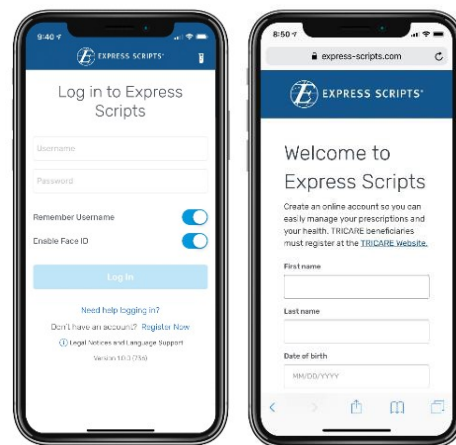 9:40
EXPRESS SCRIPTS
Log in to Express
Scripts
Username
Password
Remember Username
Enable Face ID
Log In
Need help logging in?
Don't have an account? Register Now
Legal Notices and Language Support
8:50
express-scripts.com
EXPRESS SCRIPTS
Welcome to
Express Scripts
Create an online account so you can
easily manage your prescriptions and
your health. TRICARE beneficiaries
must register at the TRICARE Website.
First name
Last name
Date of birth
MM/DD/YYYY